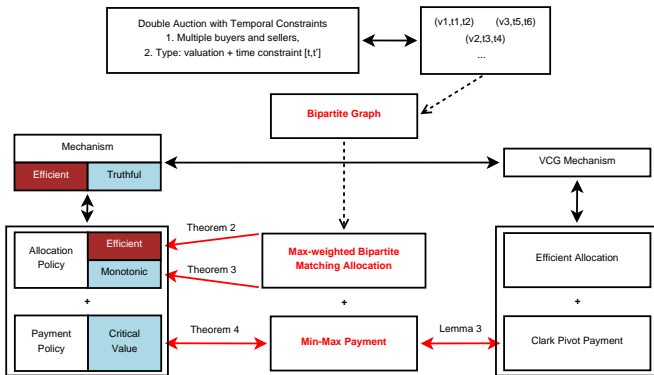 Double Auction with Temporal Constraints
1. Multiple buyers and sellers,
2. Type: valuation + time constraint [t,t']
(v1,t1,t2) (v3,t5,t6)
(v2,t3,t4)
...
Bipartite Graph
Mechanism
Efficient Truthful
VCG Mechanism
Theorem 2
Allocation
Policy
Efficient
Monotonic
Theorem 3
Max-weighted Bipartite
Matching Allocation
Efficient Allocation
+ + +
Payment
Policy
Critical
Value
Theorem 4
Min-Max Payment
Lemma 3
Clark Pivot Payment